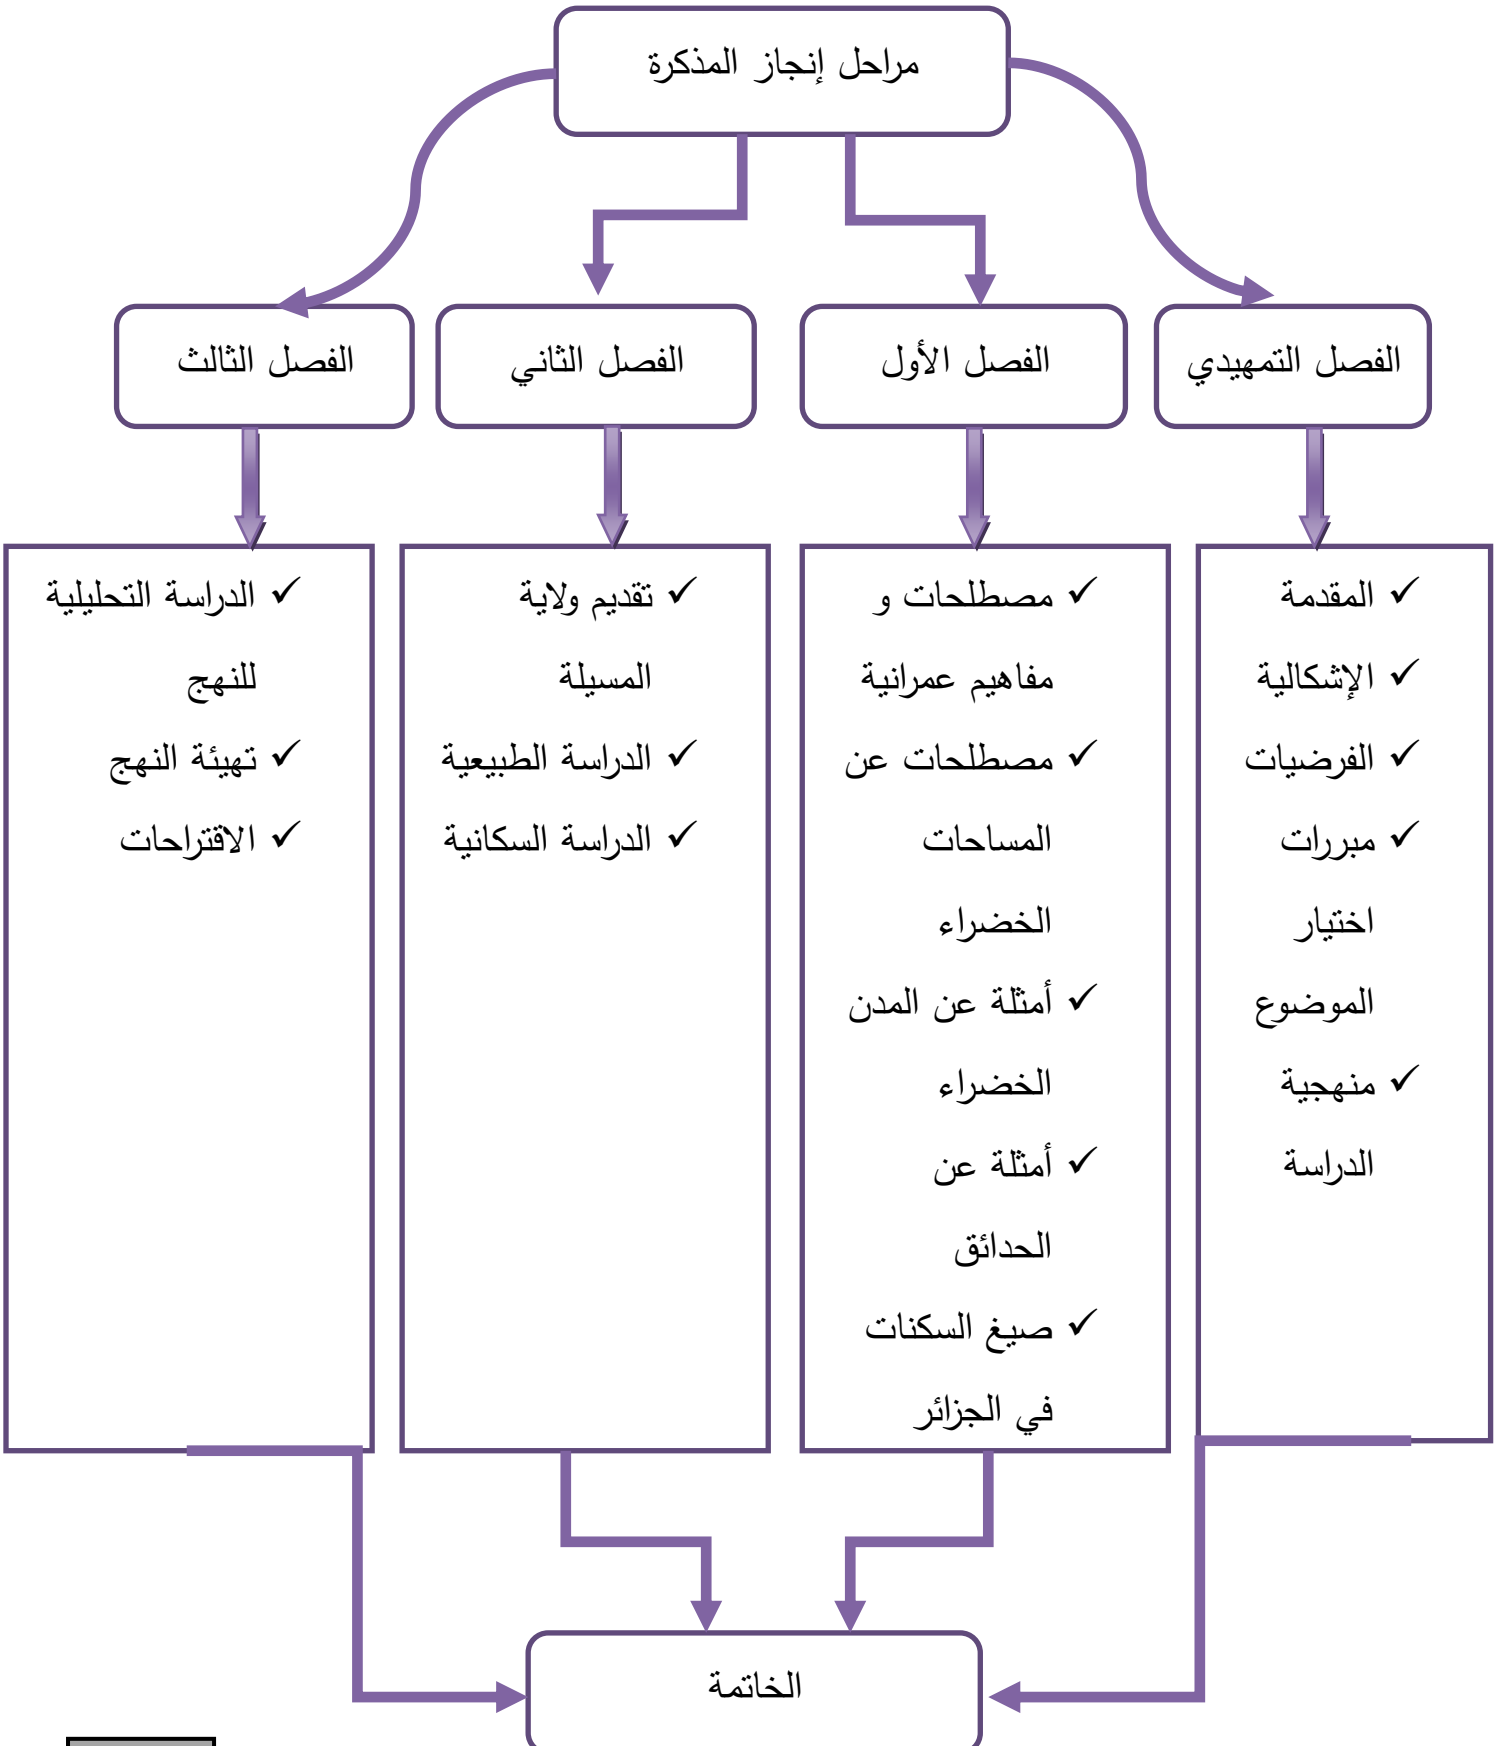 مراحل إنجاز المذكرة
الفصل التمهيدي
الفصل الأول
الفصل الثاني
الفصل الثالث
✓ المقدمة
✓ الإشكالية
✓ الفرضيات
✓ مبررات
اختيار
الموضوع
✓ منهجية
الدراسة
✓ مصطلحات و
مفاهيم عمرانية
✓ مصطلحات عن
المساحات
الخضراء
✓ أمثلة عن المدن
الخضراء
✓ أمثلة عن
الحدائق
✓ صيغ السكنات
في الجزائر
✓ تقديم ولاية
المسيلة
✓ الدراسة الطبيعية
✓ الدراسة السكانية
✓ الدراسة التحليلية
للنهج
✓ تهيئة النهج
✓ الاقتراحات
الخاتمة